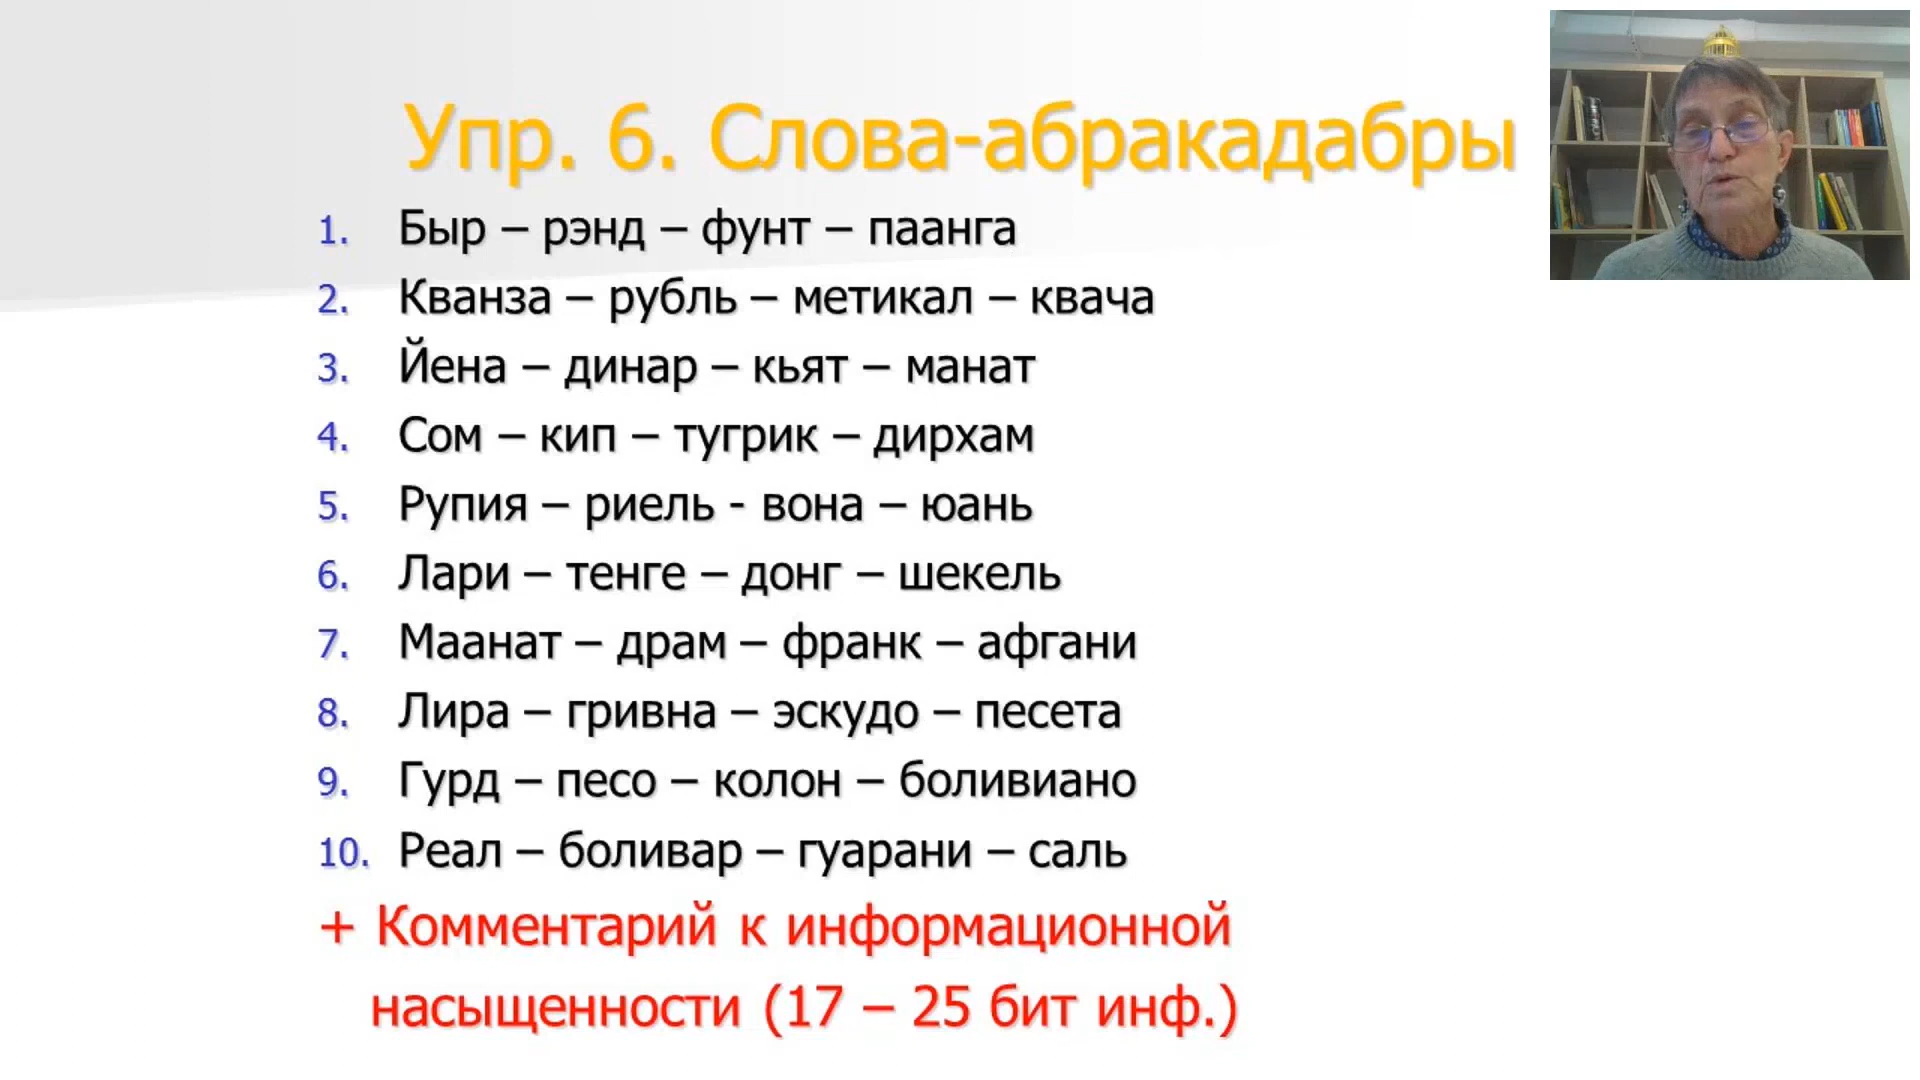 Упр. 6. Слова-абракадабры
1. Быр – рэнд – фунт – паанга
2. Кванза – рубль – метикал – квача
3. Йена – динар – кьят – манат
4. Сом – кип – тугрик – дирхам
5. Рупия – риель - вона – юань
6. Лари – тенге – донг – шекель
7. Маанат – драм – франк – афгани
8. Лира – гривна – эскудо – песета
9. Гурд – песо – колон – боливиано
10. Реал – боливар – гуарани – саль
+ Комментарий к информационной
насыщенности (17 – 25 бит инф.)